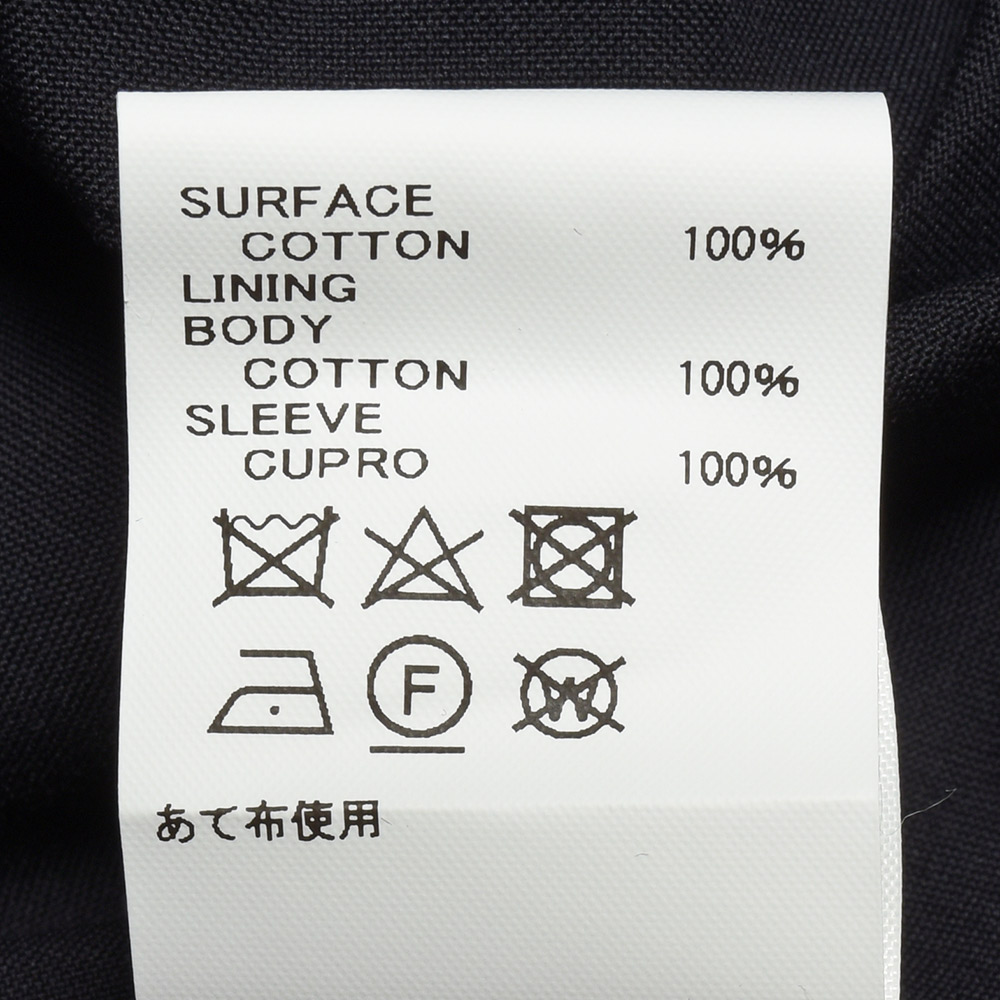 SURFACE
COTTON 100%
LINING
BODY
COTTON 100%
SLEEVE
CUPRO 100%
F W
あて布使用